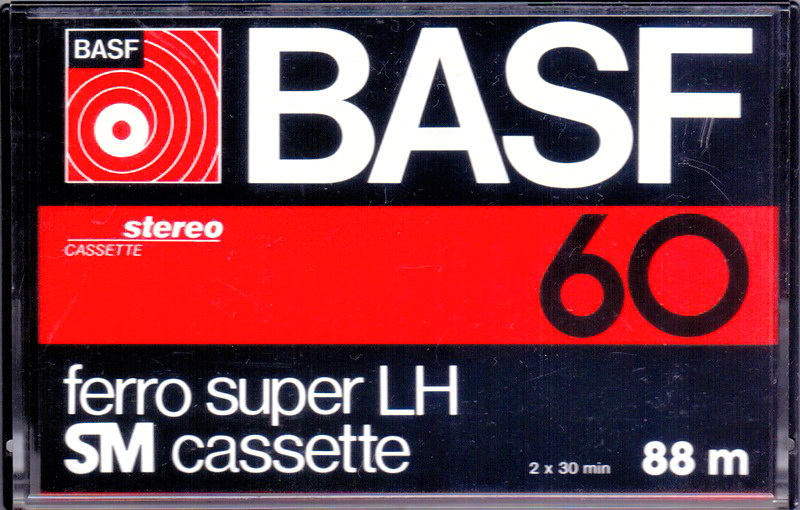 BASF
BASF
stereo
CASSETTE
60
ferro super LH
SM cassette
2 x 30 min
88 m